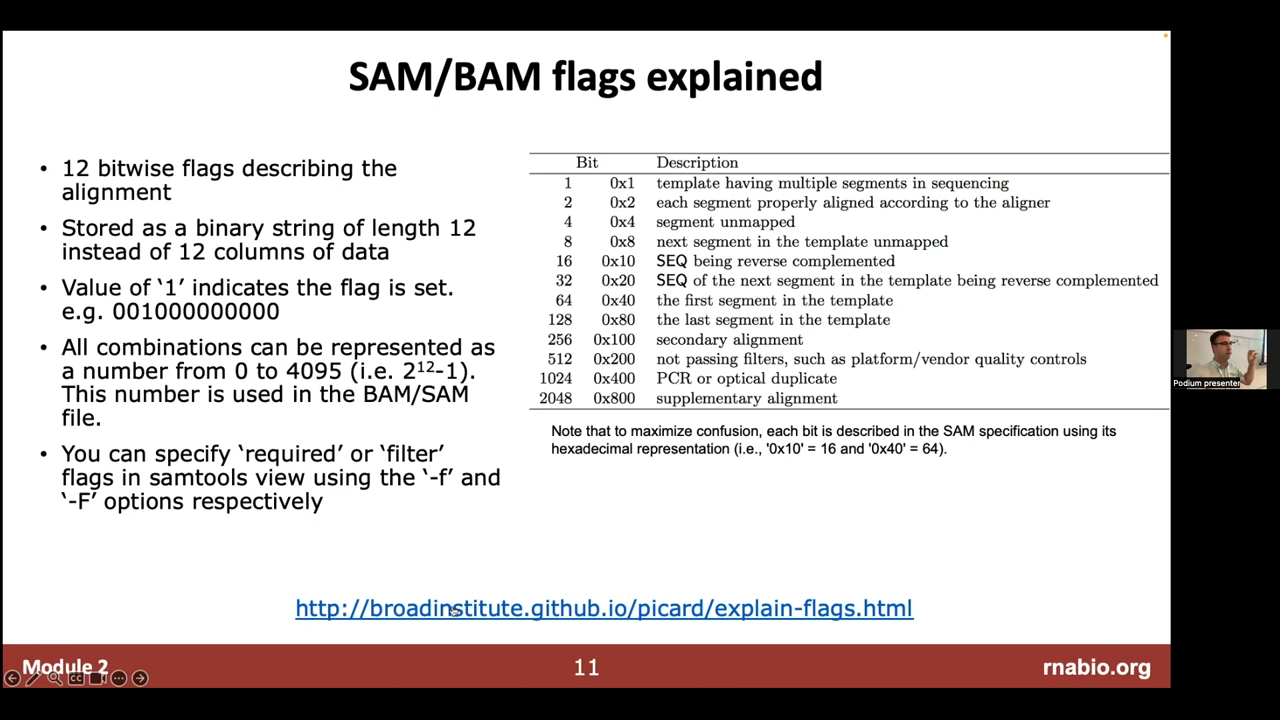 SAM/BAM flags explained
• 12 bitwise flags describing the
alignment
• Stored as a binary string of length 12
instead of 12 columns of data
• Value of ‘1’ indicates the flag is set.
e.g. 001000000000
• All combinations can be represented as
a number from 0 to 4095 (i.e. 2¹²-1).
This number is used in the BAM/SAM
file.
• You can specify ‘required’ or ‘filter’
flags in samtools view using the ‘-f’ and
‘-F’ options respectively
Bit Description
1 0x1 template having multiple segments in sequencing
2 0x2 each segment properly aligned according to the aligner
4 0x4 segment unmapped
8 0x8 next segment in the template unmapped
16 0x10 SEQ being reverse complemented
32 0x20 SEQ of the next segment in the template being reverse complemented
64 0x40 the first segment in the template
128 0x80 the last segment in the template
256 0x100 secondary alignment
512 0x200 not passing filters, such as platform/vendor quality controls
1024 0x400 PCR or optical duplicate
2048 0x800 supplementary alignment
Note that to maximize confusion, each bit is described in the SAM specification using its
hexadecimal representation (i.e., '0x10' = 16 and '0x40' = 64).
http://broadinstitute.github.io/picard/explain-flags.html
Module 2
11
rnabio.org
CC
Podium presenter